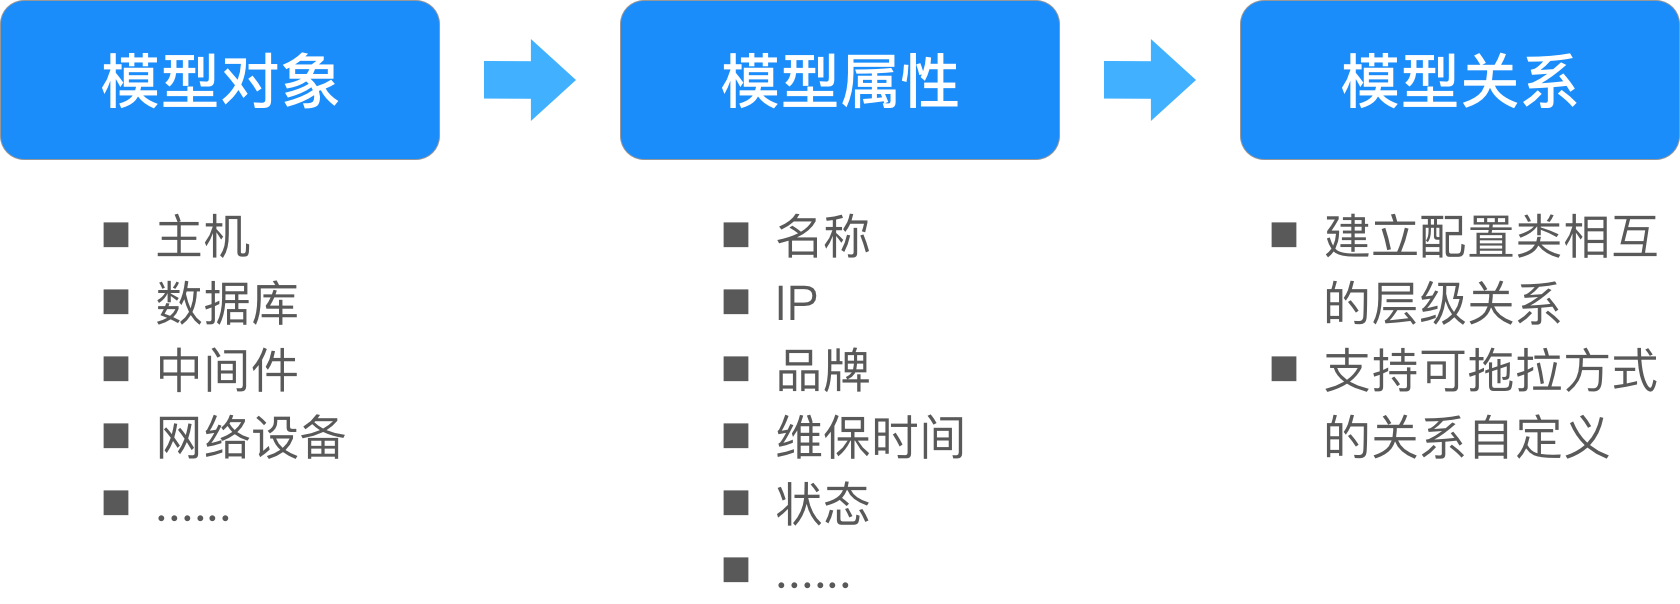 模型对象
主机
数据库
中间件
网络设备
......
模型属性
名称
IP
品牌
维保时间
状态
......
模型关系
建立配置类相互
的层级关系
支持可拖拉方式
的关系自定义